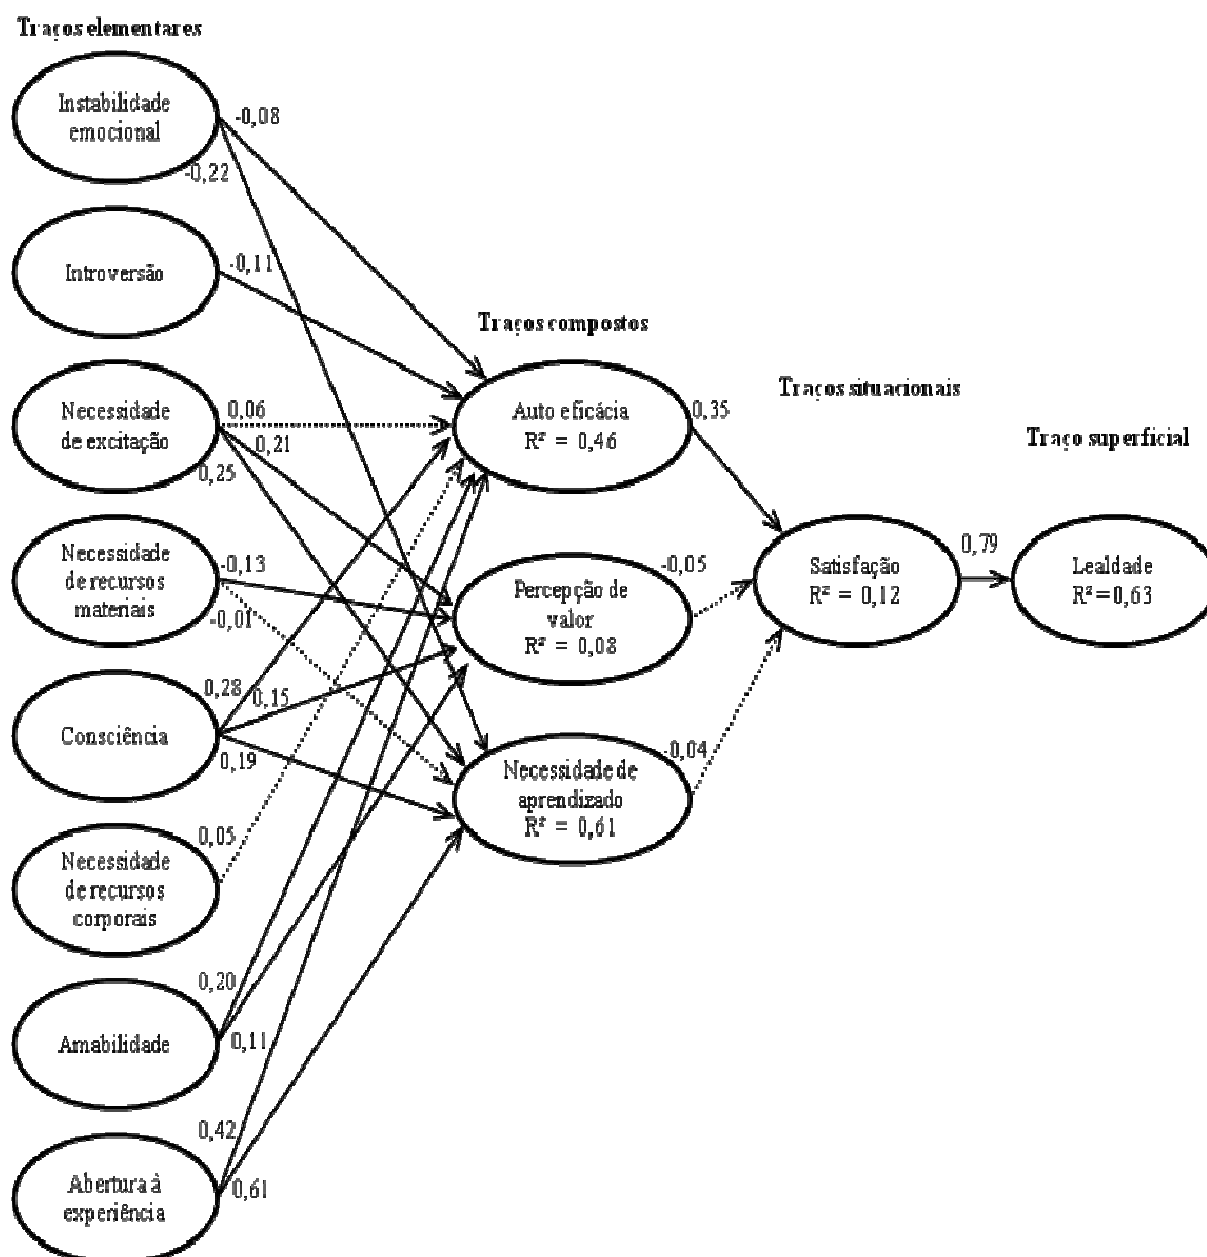 Traços elementares
Instabilidade
emocional
-0,08
-0,22
Introversão
-0,11
Traços compostos
Necessidade
de excitação
0,06
0,21
0,25
Auto eficácia
R² = 0,46
0,35
Traços situacionais
Traço superficial
Necessidade
de recursos
materiais
-0,13
-0,01
Percepção de
valor
R² = 0,08
-0,05
Satisfação
R² = 0,12
0,79
Lealdade
R²=0,63
Consciência
0,28
0,15
0,19
Necessidade de
aprendizado
R² = 0,61
-0,04
Necessidade
de recursos
corporais
0,05
Amabilidade
0,20
0,11
Abertura à
experiência
0,42
0,61